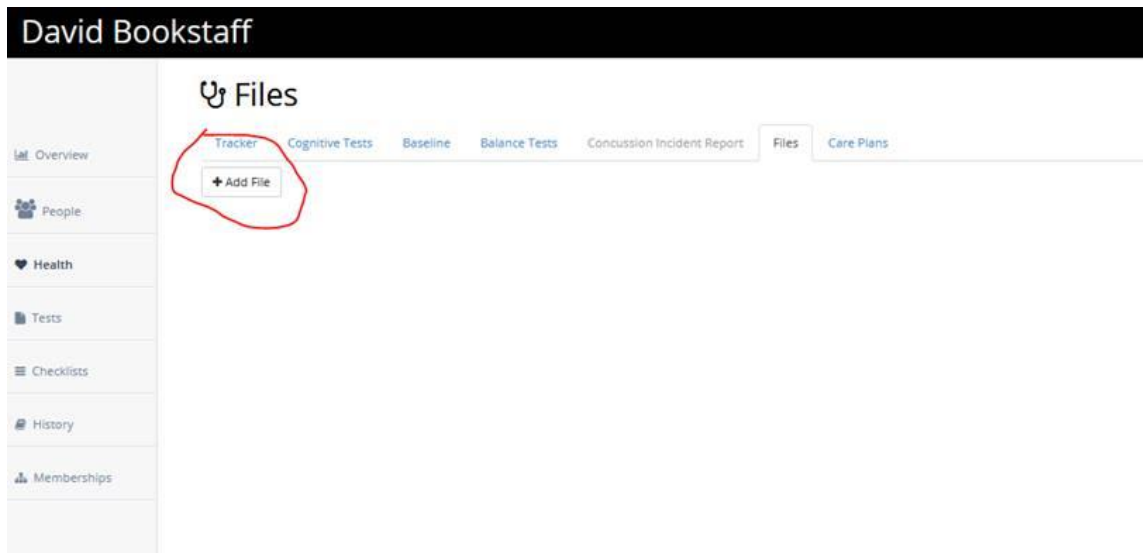 David Bookstaff
Files
Tracker Cognitive Tests Baseline Balance Tests Concussion Incident Report Files Care Plans
+ Add File
Overview
People
Health
Tests
Checklists
History
Memberships